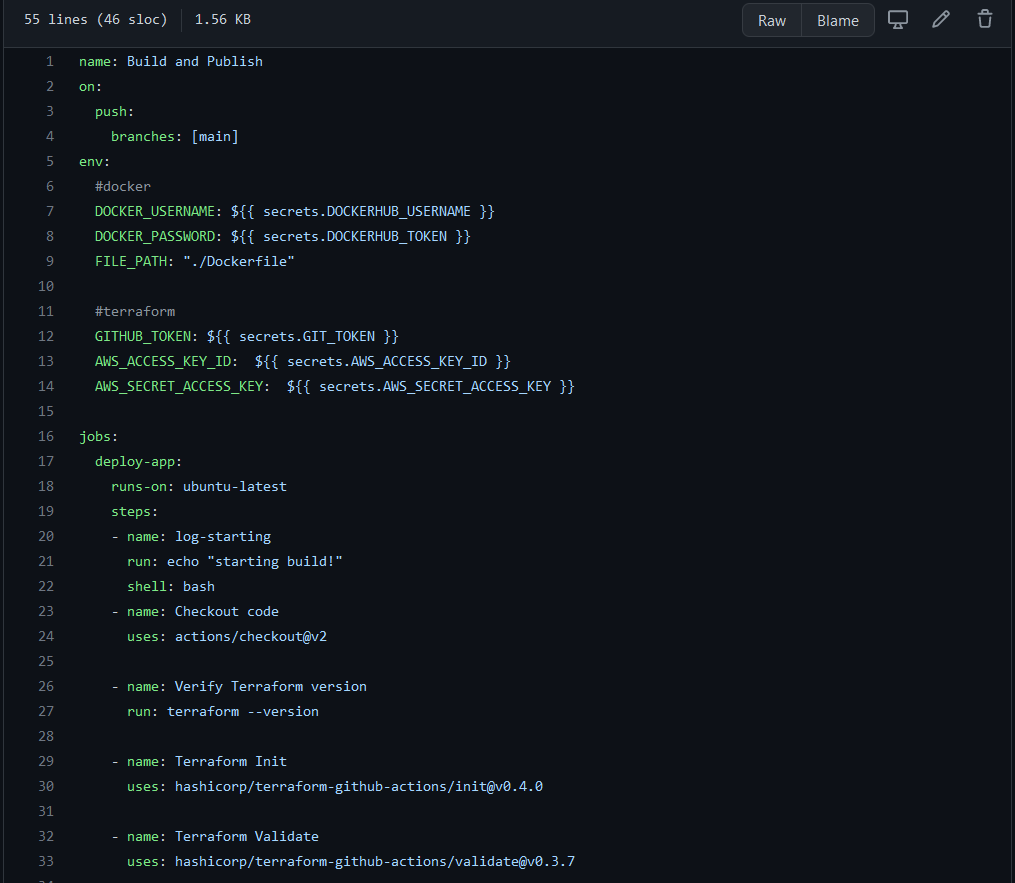 55 lines (46 sloc) 1.56 KB Raw Blame
1 name: Build and Publish
2 on:
3   push:
4     branches: [main]
5 env:
6   #docker
7   DOCKER_USERNAME: ${{ secrets.DOCKERHUB_USERNAME }}
8   DOCKER_PASSWORD: ${{ secrets.DOCKERHUB_TOKEN }}
9   FILE_PATH: "./Dockerfile"
10
11   #terraform
12   GITHUB_TOKEN: ${{ secrets.GIT_TOKEN }}
13   AWS_ACCESS_KEY_ID:  ${{ secrets.AWS_ACCESS_KEY_ID }}
14   AWS_SECRET_ACCESS_KEY:  ${{ secrets.AWS_SECRET_ACCESS_KEY }}
15
16 jobs:
17   deploy-app:
18     runs-on: ubuntu-latest
19     steps:
20     - name: log-starting
21       run: echo "starting build!"
22       shell: bash
23     - name: Checkout code
24       uses: actions/checkout@v2
25
26     - name: Verify Terraform version
27       run: terraform --version
28
29     - name: Terraform Init
30       uses: hashicorp/terraform-github-actions/init@v0.4.0
31
32     - name: Terraform Validate
33       uses: hashicorp/terraform-github-actions/validate@v0.3.7